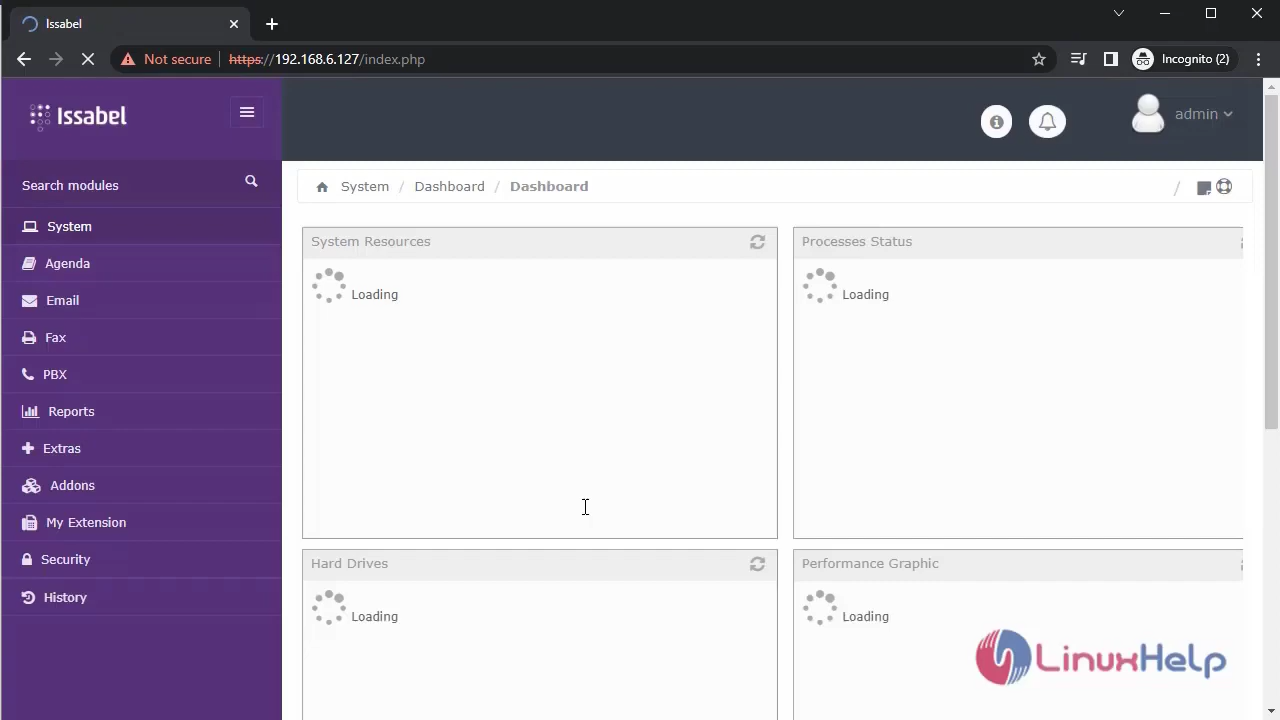 Issabel
Not secure https://192.168.6.127/index.php Incognito (2)
Issabel
admin
Search modules
System / Dashboard / Dashboard /
System
Agenda
Email
Fax
PBX
Reports
Extras
Addons
My Extension
Security
History
System Resources
Loading
Processes Status
Loading
Hard Drives
Loading
Performance Graphic
Loading
LinuxHelp